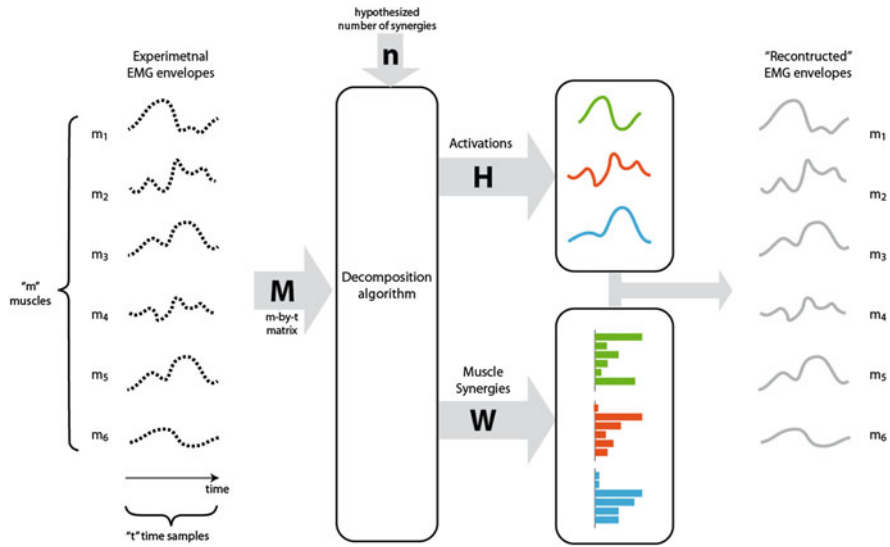 hypothesized
number of synergies
n
Experimetnal
EMG envelopes
"Recontructed"
EMG envelopes
m1
m2
m3
m4
m5
m6
"m"
muscles
M
m-by-t
matrix
Decomposition
algorithm
Activations
H
Muscle
Synergies
W
m1
m2
m3
m4
m5
m6
time
"t" time samples